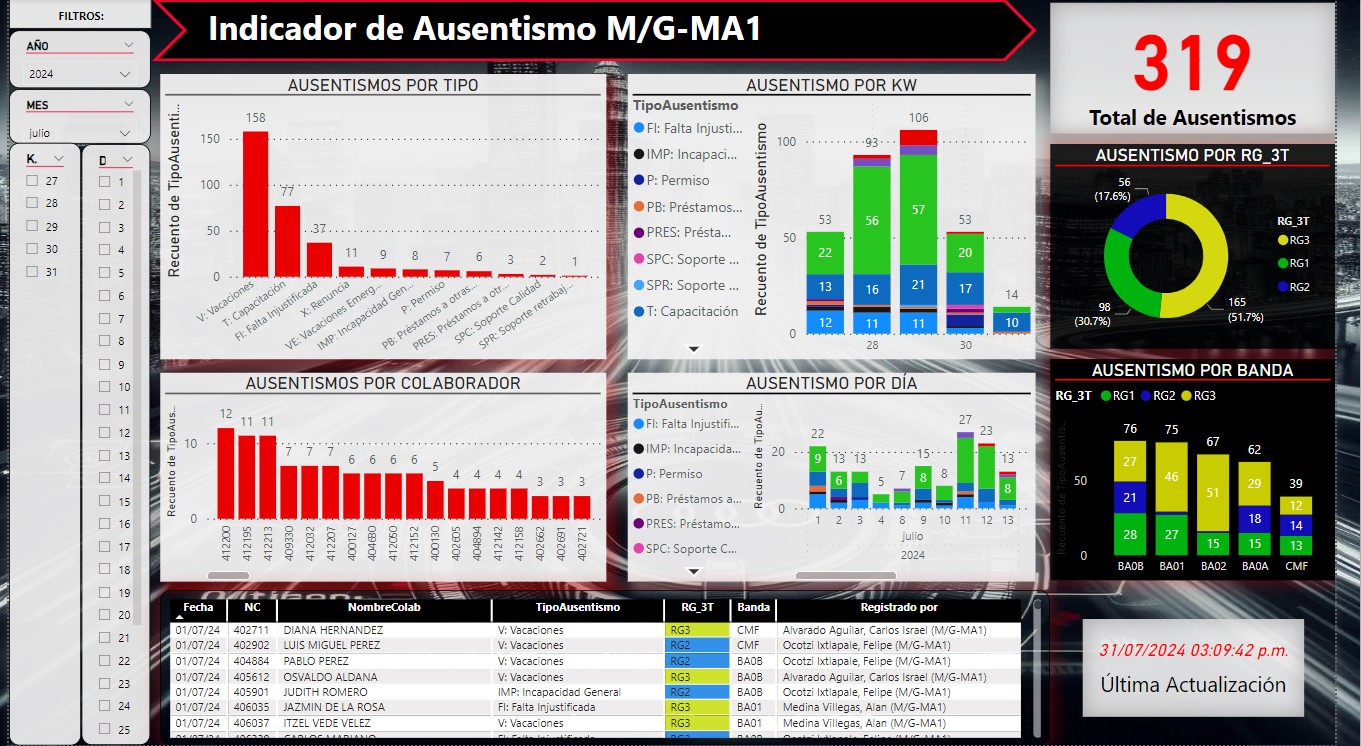 FILTROS:
AÑO
2024
MES
julio
K.
27
28
29
30
31
D
1
2
3
4
5
6
7
8
9
10
11
12
13
14
15
16
17
18
19
20
21
22
23
24
25
Indicador de Ausentismo M/G-MA1
319
Total de Ausentismos
AUSENTISMOS POR TIPO
Recuento de TipoAusenti...
150
100
50
0
158
77
37
11
9
8
7
6
3
2
1
V: Vacaciones
T: Capacitación
FI: Falta Injustificada
X: Renuncia
VE: Vacaciones Emerg...
IMP: Incapacidad Gen...
P: Permiso
PB: Préstamos a otras...
PRES: Préstamos a otr...
SPC: Soporte Calidad
SPR: Soporte retrabaj...
AUSENTISMO POR KW
TipoAusentismo
FI: Falta Injusti...
IMP: Incapaci...
P: Permiso
PB: Préstamos...
PRES: Présta...
SPC: Soporte ...
SPR: Soporte ...
T: Capacitación
Recuento de TipoAusentismo
100
50
0
53
22
13
12
93
56
16
11
106
57
21
11
53
20
17
14
10
28
30
AUSENTISMO POR RG_3T
56
(17.6%)
98
(30.7%)
165
(51.7%)
RG_3T
RG3
RG1
RG2
AUSENTISMOS POR COLABORADOR
Recuento de TipoAus...
10
0
12
11
11
7
7
7
6
6
6
6
5
4
4
4
4
3
3
3
412200
412195
412213
409330
412032
412207
400127
404680
412050
412152
400130
402605
404894
412142
412158
402662
402691
402721
AUSENTISMO POR DÍA
TipoAusentismo
FI: Falta Injustifi...
IMP: Incapacida...
P: Permiso
PB: Préstamos a...
PRES: Préstamo...
SPC: Soporte C...
Recuento de TipoAu...
20
0
22
9
13
6
13
5
7
15
8
8
27
23
13
8
1
2
3
4
8
9
10
11
12
13
julio
2024
AUSENTISMO POR BANDA
RG_3T RG1 RG2 RG3
Recuento de TipoAusentis...
50
0
76
27
21
28
75
46
27
67
51
15
62
29
18
15
39
12
14
13
BA0B BA01 BA02 BA0A CMF
Fecha NC NombreColab TipoAusentismo RG_3T Banda Registrado por
01/07/24 402711 DIANA HERNANDEZ V: Vacaciones RG3 CMF Alvarado Aguilar, Carlos Israel (M/G-MA1)
01/07/24 402902 LUIS MIGUEL PEREZ V: Vacaciones RG2 CMF Ocotzi Ixtlapale, Felipe (M/G-MA1)
01/07/24 404884 PABLO PEREZ V: Vacaciones RG2 BA0B Ocotzi Ixtlapale, Felipe (M/G-MA1)
01/07/24 405612 OSVALDO ALDANA V: Vacaciones RG3 BA0B Alvarado Aguilar, Carlos Israel (M/G-MA1)
01/07/24 405901 JUDITH ROMERO IMP: Incapacidad General RG2 BA0B Ocotzi Ixtlapale, Felipe (M/G-MA1)
01/07/24 406035 JAZMIN DE LA ROSA FI: Falta Injustificada RG3 BA01 Medina Villegas, Alan (M/G-MA1)
01/07/24 406037 ITZEL VEDE VELEZ V: Vacaciones RG3 BA01 Medina Villegas, Alan (M/G-MA1)
31/07/2024 03:09:42 p.m.
Última Actualización